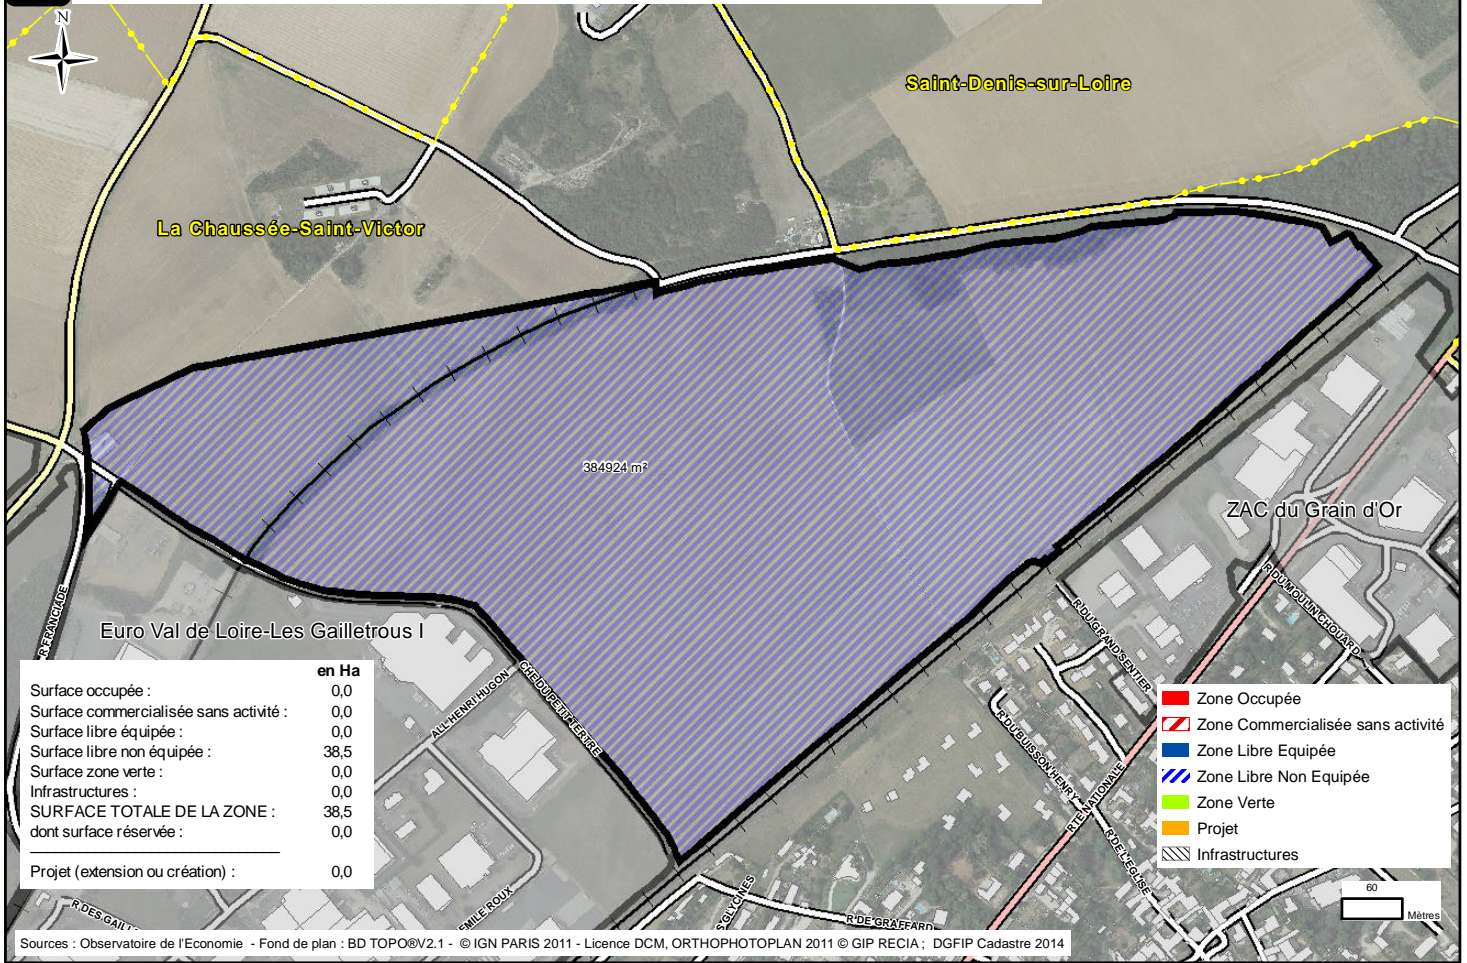 N
Saint-Denis-sur-Loire
La Chaussée-Saint-Victor
384924 m²
ZAC du Grain d'Or
R FRANCIADE
Euro Val de Loire-Les Gailletrous I
R DU MOULIN CHOUARD
R DU GRAND SENTIER
ALL HENRI HUGON
CHE DU PETIT TERTRE
R DU BUISSON HENRY
RTE NATIONALE
R DE L'EGLISE
en Ha
Surface occupée : 0,0
Surface commercialisée sans activité : 0,0
Surface libre équipée : 0,0
Surface libre non équipée : 38,5
Surface zone verte : 0,0
Infrastructures : 0,0
SURFACE TOTALE DE LA ZONE : 38,5
dont surface réservée : 0,0
Projet (extension ou création) : 0,0
Zone Occupée
Zone Commercialisée sans activité
Zone Libre Equipée
Zone Libre Non Equipée
Zone Verte
Projet
Infrastructures
60
Mètres
R DES GAILL
EMILE ROUX
S GLYCINES
R DE GRAFFARD
Sources : Observatoire de l'Economie - Fond de plan : BD TOPO®V2.1 - © IGN PARIS 2011 - Licence DCM, ORTHOPHOTOPLAN 2011 © GIP RECIA ; DGFIP Cadastre 2014